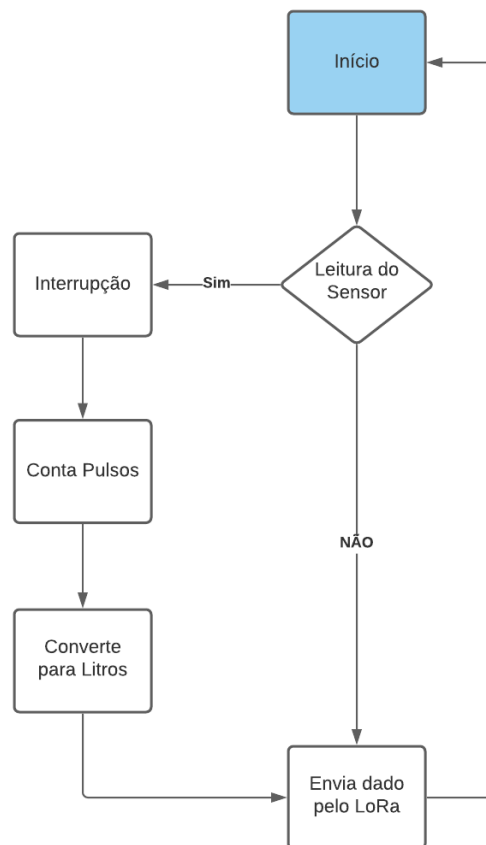 Início
Leitura do
Sensor
Sim
Interrupção
Conta Pulsos
NÃO
Converte
para Litros
Envia dado
pelo LoRa